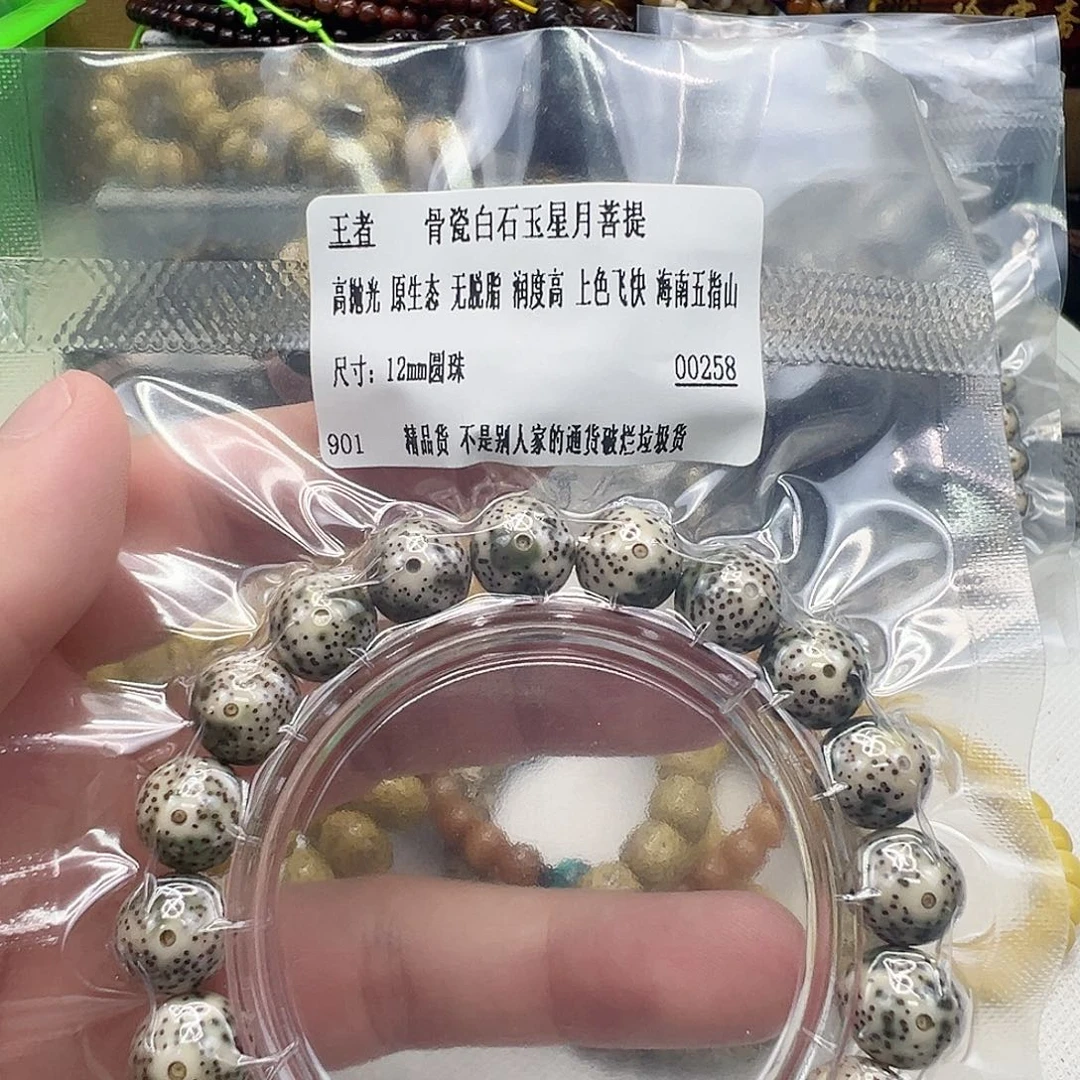 王者 骨瓷白石玉星月菩提
高抛光 原生态 无脱脂 润度高 上色飞快 海南五指山
尺寸：12mm圆珠 00258
901 精品货 不是别人家的通货破烂垃圾货